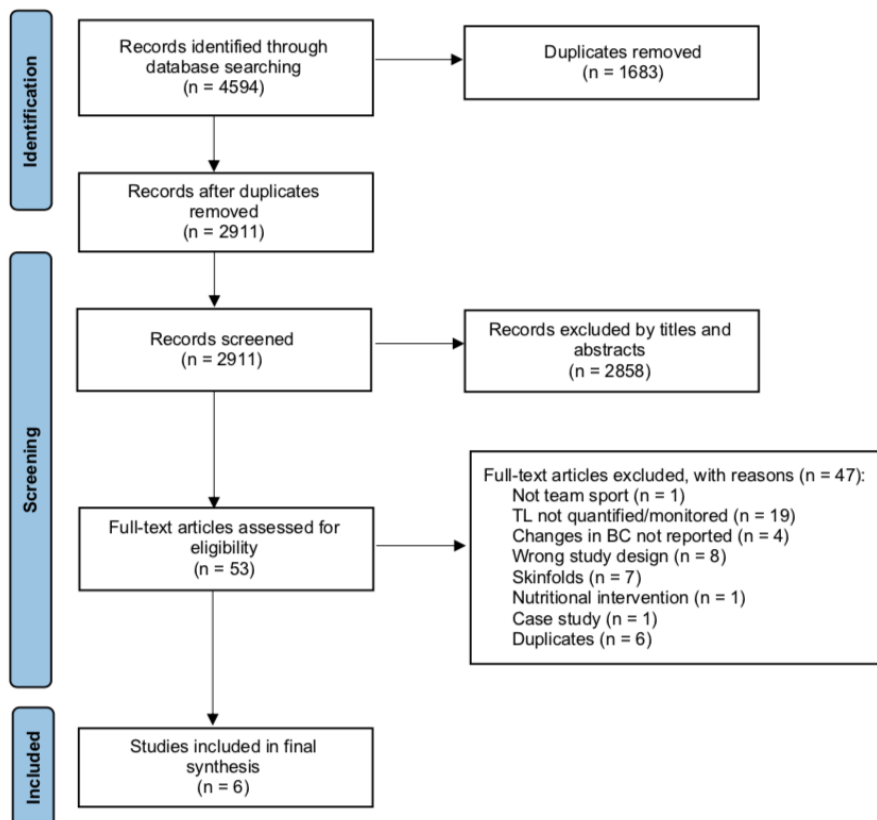 Identification
Records identified through
database searching
(n = 4594)
Duplicates removed
(n = 1683)
Records after duplicates
removed
(n = 2911)
Screening
Records screened
(n = 2911)
Records excluded by titles and
abstracts
(n = 2858)
Full-text articles assessed for
eligibility
(n = 53)
Full-text articles excluded, with reasons (n = 47):
Not team sport (n = 1)
TL not quantified/monitored (n = 19)
Changes in BC not reported (n = 4)
Wrong study design (n = 8)
Skinfolds (n = 7)
Nutritional intervention (n = 1)
Case study (n = 1)
Duplicates (n = 6)
Included
Studies included in final
synthesis
(n = 6)